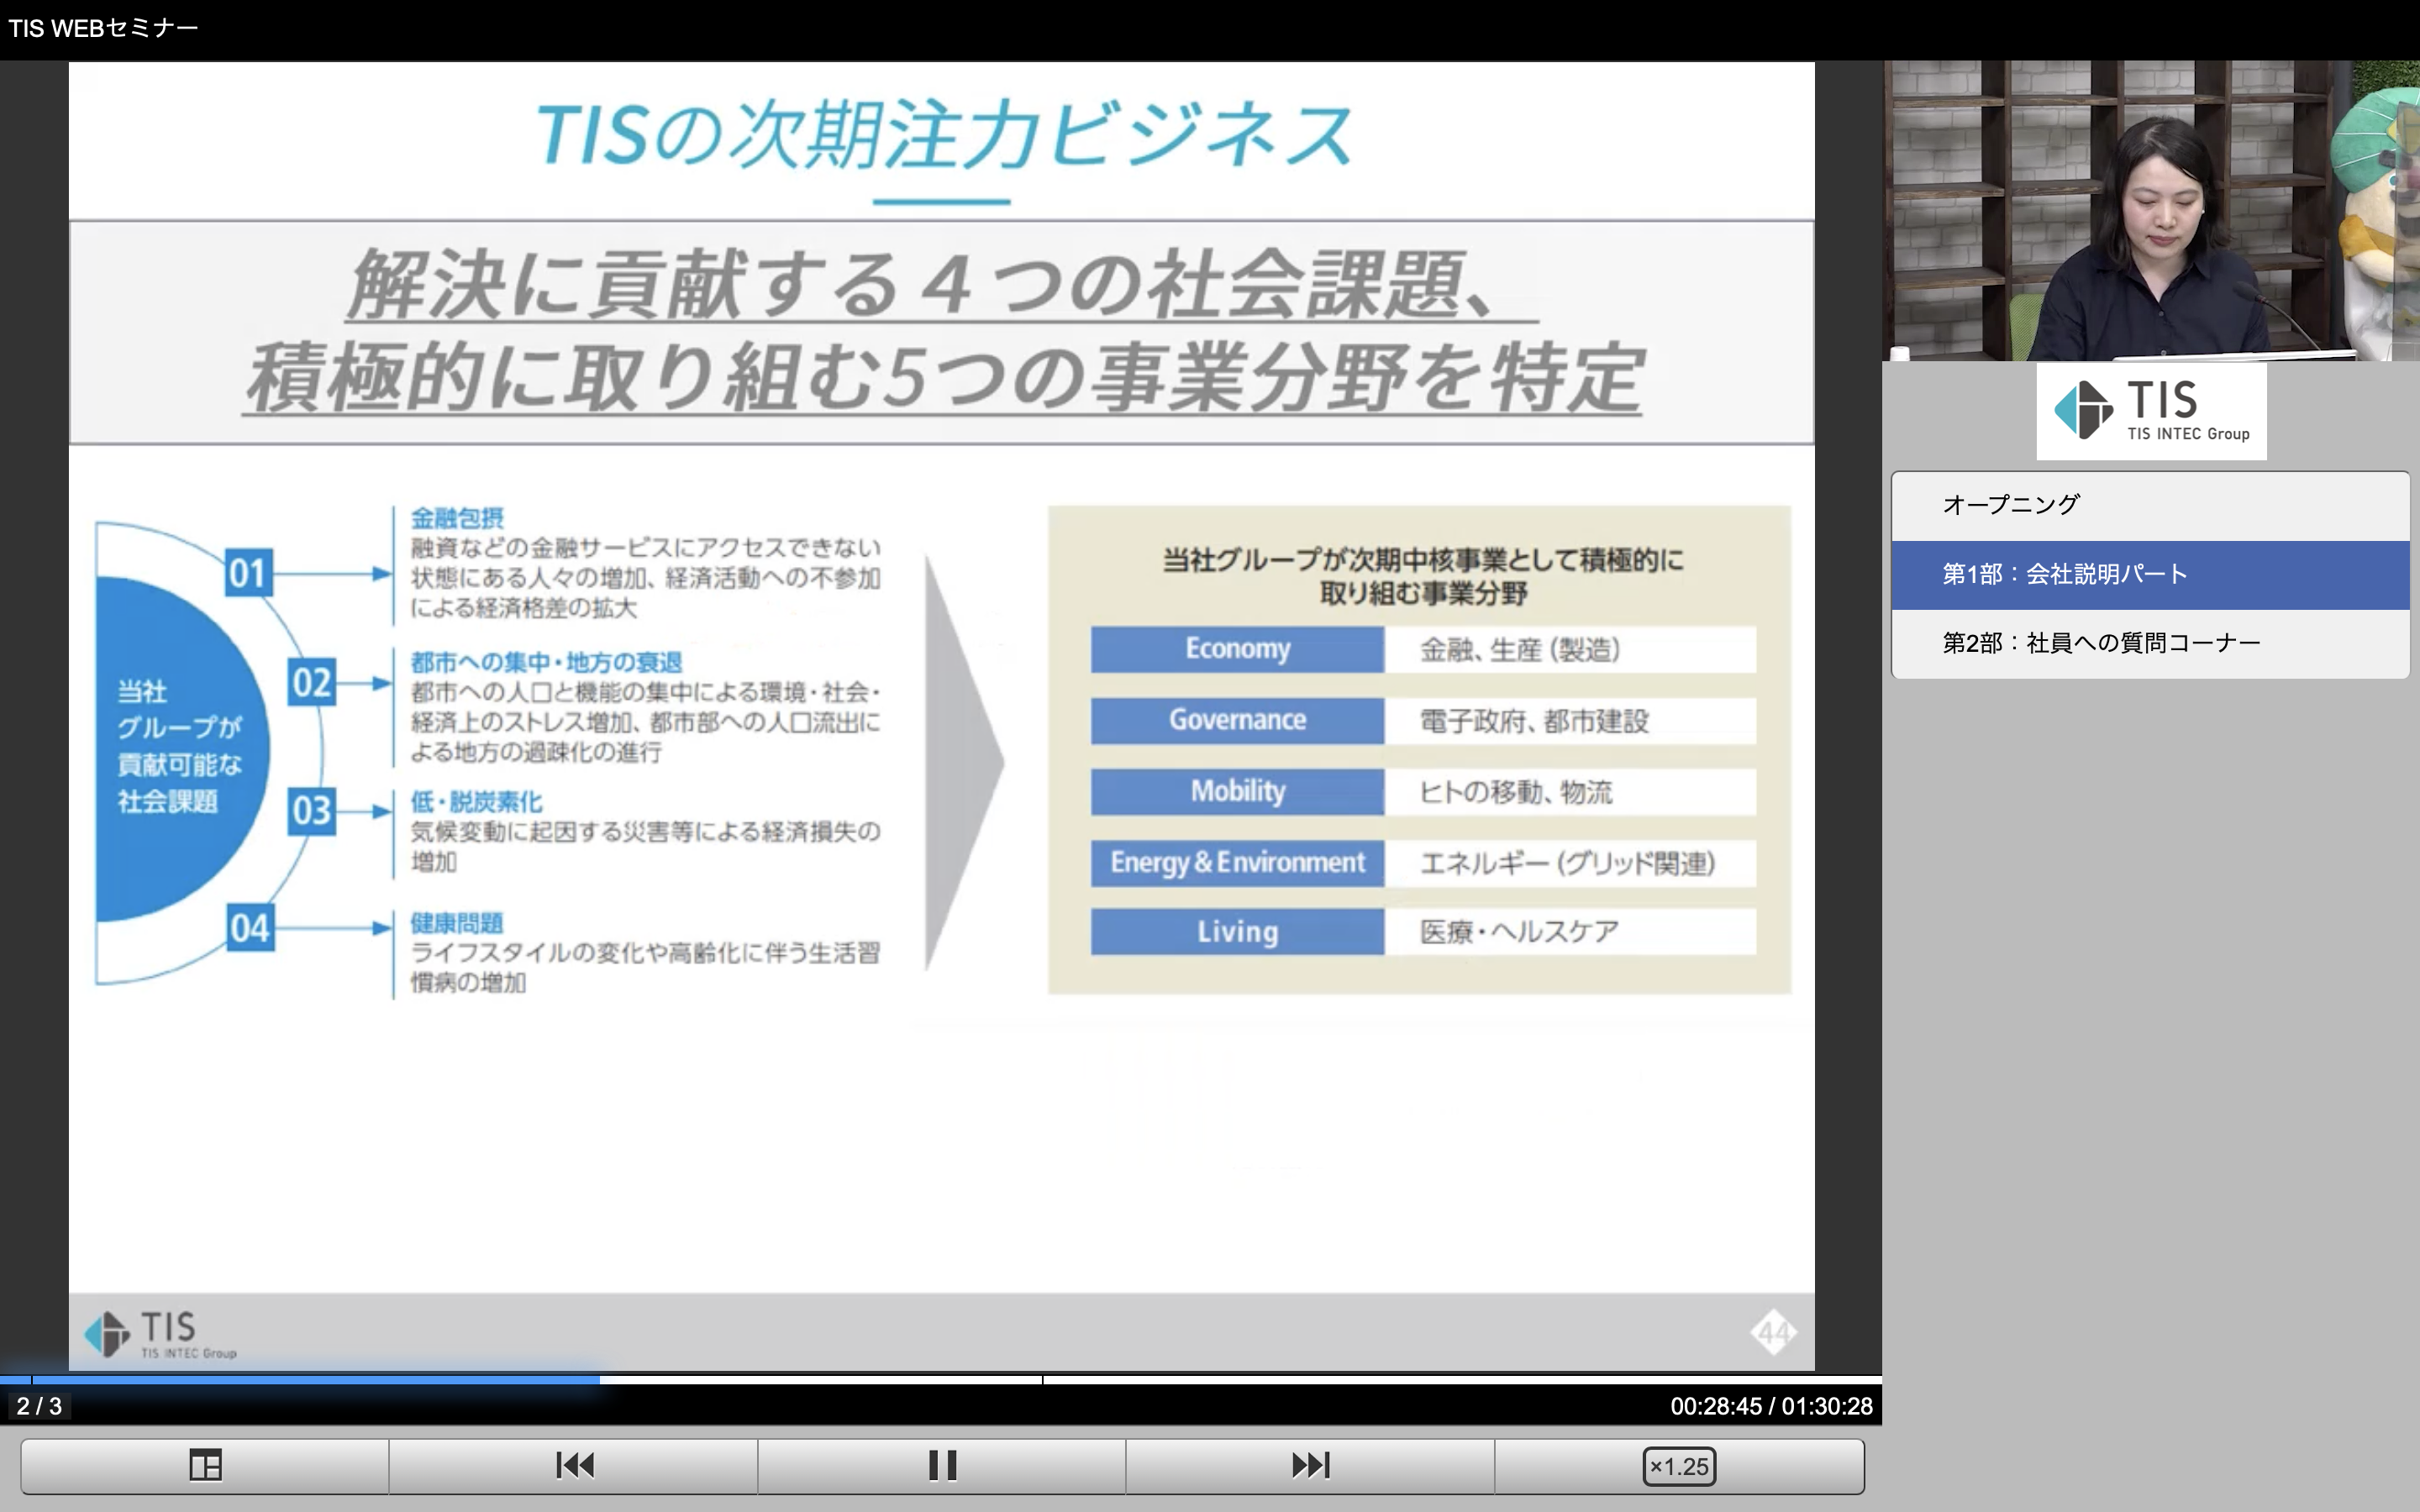 TIS WEBセミナー
TISの次期注力ビジネス
解決に貢献する４つの社会課題、
積極的に取り組む5つの事業分野を特定
当社
グループが
貢献可能な
社会課題
01
金融包摂
融資などの金融サービスにアクセスできない
状態にある人々の増加、経済活動への不参加
による経済格差の拡大
02
都市への集中・地方の衰退
都市への人口と機能の集中による環境・社会・
経済上のストレス増加、都市部への人口流出に
よる地方の過疎化の進行
03
低・脱炭素化
気候変動に起因する災害等による経済損失の
増加
04
健康問題
ライフスタイルの変化や高齢化に伴う生活習
慣病の増加
当社グループが次期中核事業として積極的に
取り組む事業分野
Economy 金融、生産（製造）
Governance 電子政府、都市建設
Mobility ヒトの移動、物流
Energy & Environment エネルギー（グリッド関連）
Living 医療・ヘルスケア
TIS
TIS INTEC Group
44
TIS
TIS INTEC Group
オープニング
第1部：会社説明パート
第2部：社員への質問コーナー
2 / 3
00:28:45 / 01:30:28
×1.25